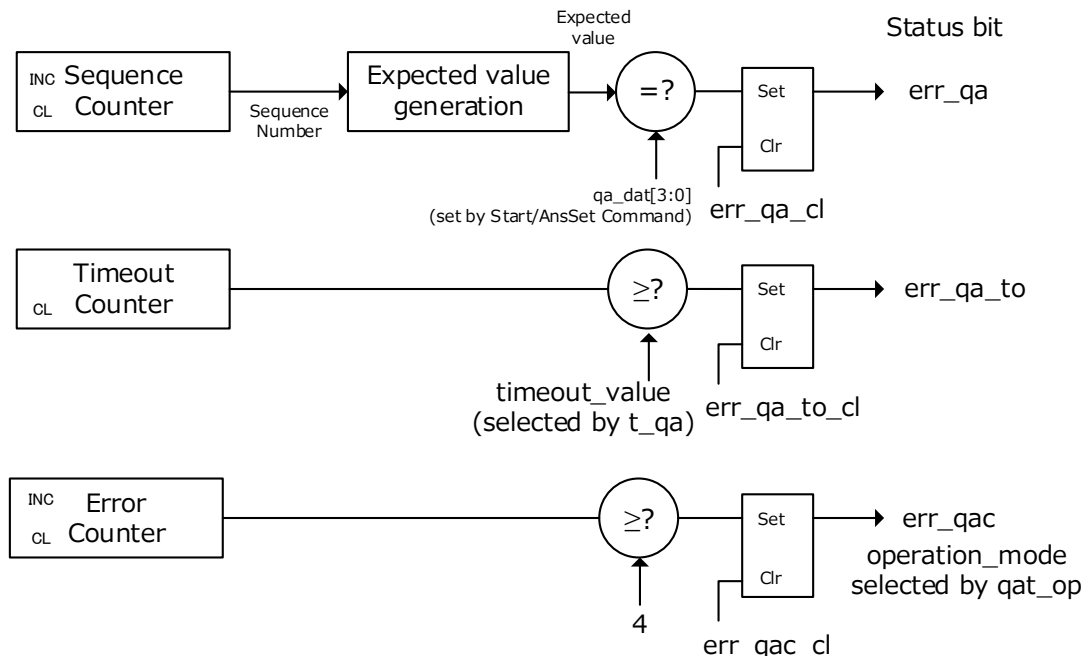 Status bit
Expected
value
INC Sequence
CL Counter
Sequence
Number
Expected value
generation
=?
Set
Clr
err_qa
qa_dat[3:0]
(set by Start/AnsSet Command)
err_qa_cl
Timeout
CL Counter
≥?
Set
Clr
err_qa_to
timeout_value
(selected by t_qa)
err_qa_to_cl
INC Error
CL Counter
≥?
Set
Clr
err_qac
operation_mode
selected by qat_op
4
err_qac_cl